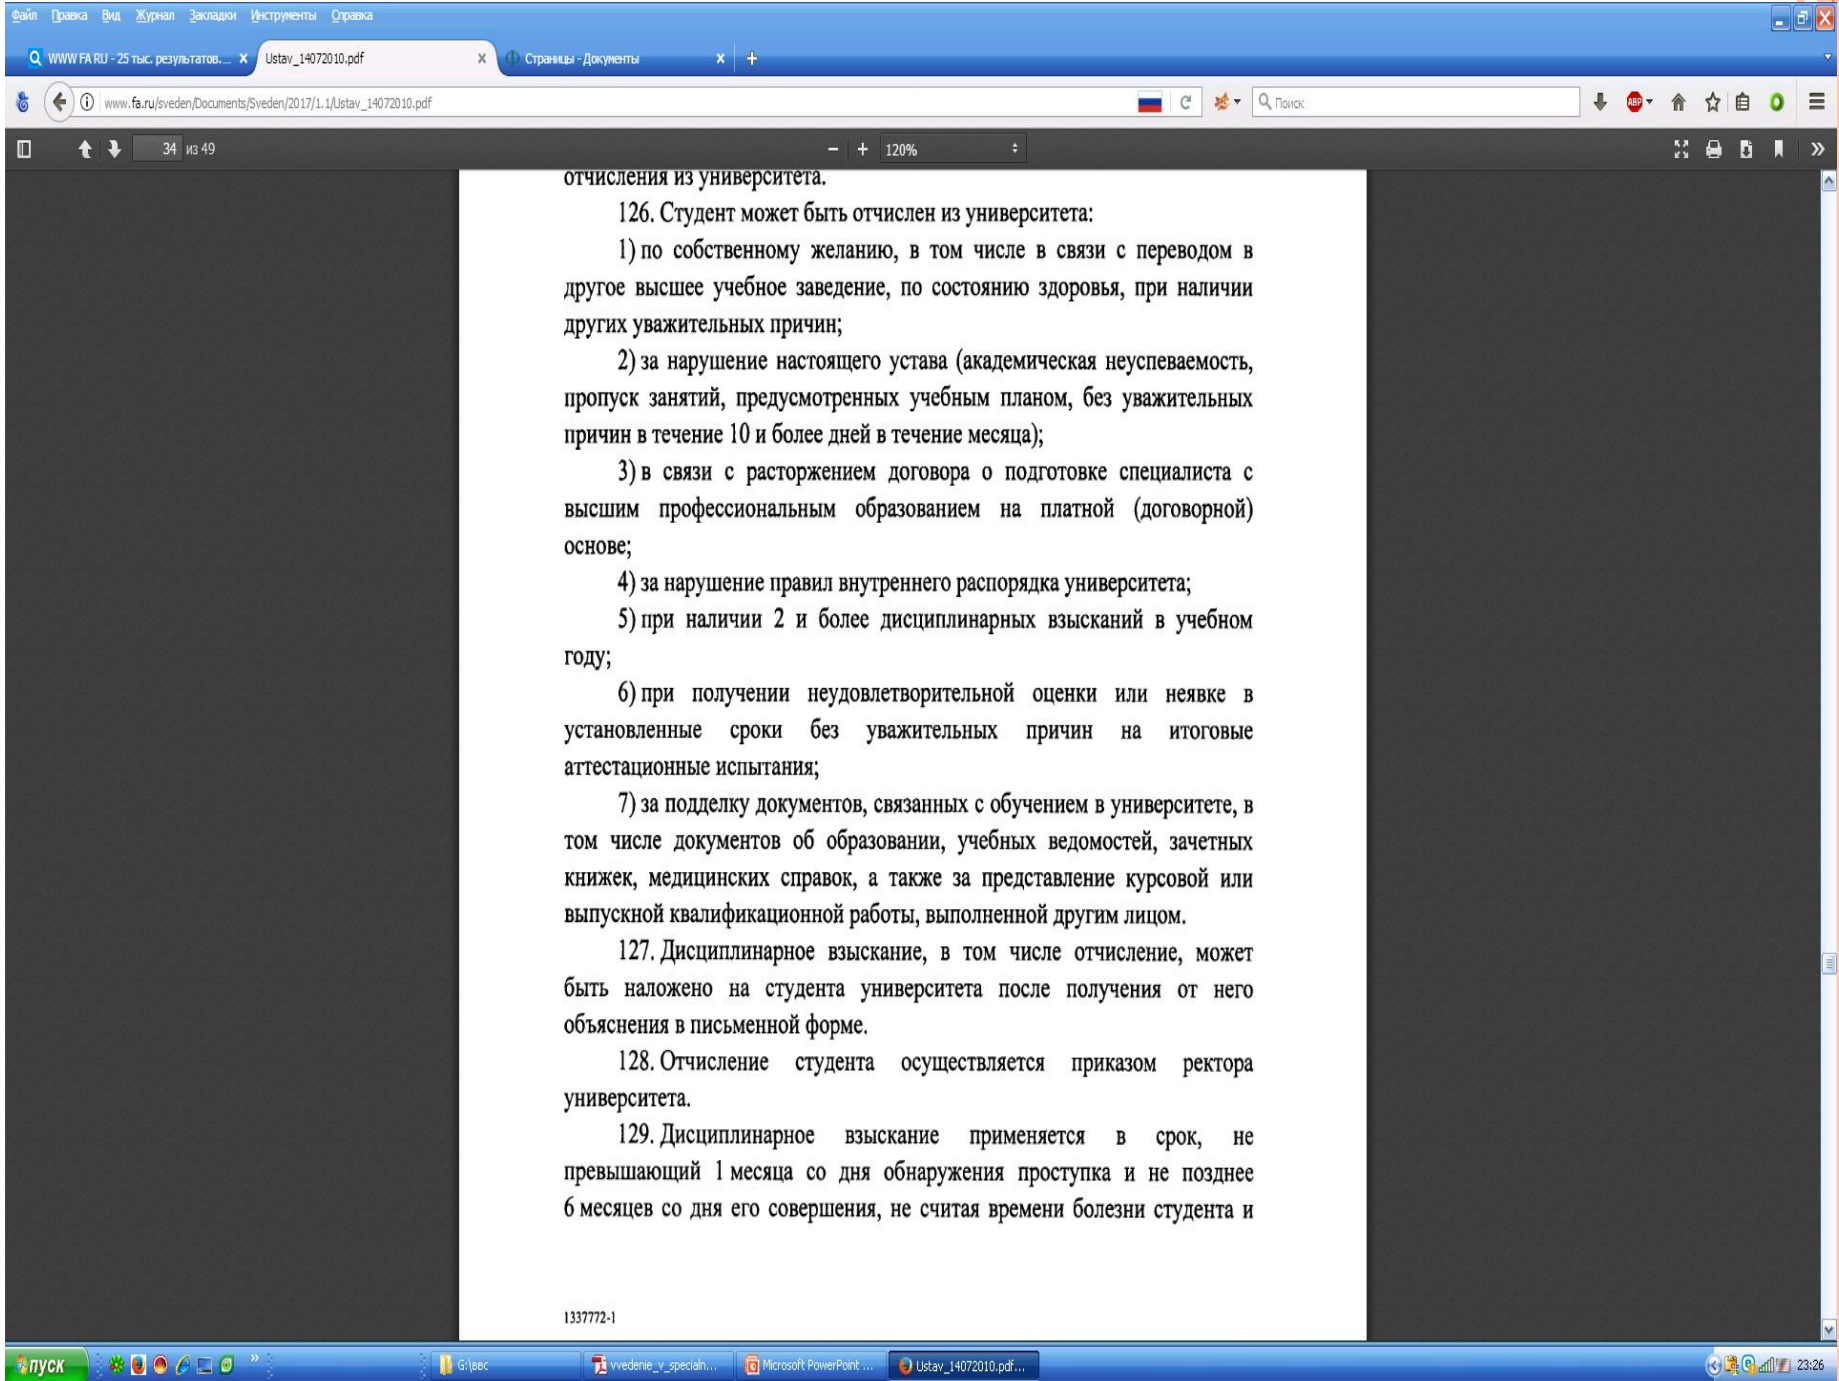 Файл Правка Вид Журнал Закладки Инструменты Справка
WWW FA RU - 25 тыс. результатов.... Ustav_14072010.pdf Страницы - Документы
www.fa.ru/sveden/Documents/Sveden/2017/1.1/Ustav_14072010.pdf Поиск ABP
34 из 49 120%
отчисления из университета.
126. Студент может быть отчислен из университета:
1) по собственному желанию, в том числе в связи с переводом в
другое высшее учебное заведение, по состоянию здоровья, при наличии
других уважительных причин;
2) за нарушение настоящего устава (академическая неуспеваемость,
пропуск занятий, предусмотренных учебным планом, без уважительных
причин в течение 10 и более дней в течение месяца);
3) в связи с расторжением договора о подготовке специалиста с
высшим профессиональным образованием на платной (договорной)
основе;
4) за нарушение правил внутреннего распорядка университета;
5) при наличии 2 и более дисциплинарных взысканий в учебном
году;
6) при получении неудовлетворительной оценки или неявке в
установленные сроки без уважительных причин на итоговые
аттестационные испытания;
7) за подделку документов, связанных с обучением в университете, в
том числе документов об образовании, учебных ведомостей, зачетных
книжек, медицинских справок, а также за представление курсовой или
выпускной квалификационной работы, выполненной другим лицом.
127. Дисциплинарное взыскание, в том числе отчисление, может
быть наложено на студента университета после получения от него
объяснения в письменной форме.
128. Отчисление студента осуществляется приказом ректора
университета.
129. Дисциплинарное взыскание применяется в срок, не
превышающий 1 месяца со дня обнаружения проступка и не позднее
6 месяцев со дня его совершения, не считая времени болезни студента и
1337772-1
пуск G:\ввс vvedenie_v_specialn... Microsoft PowerPoint ... Ustav_14072010.pdf... 23:26